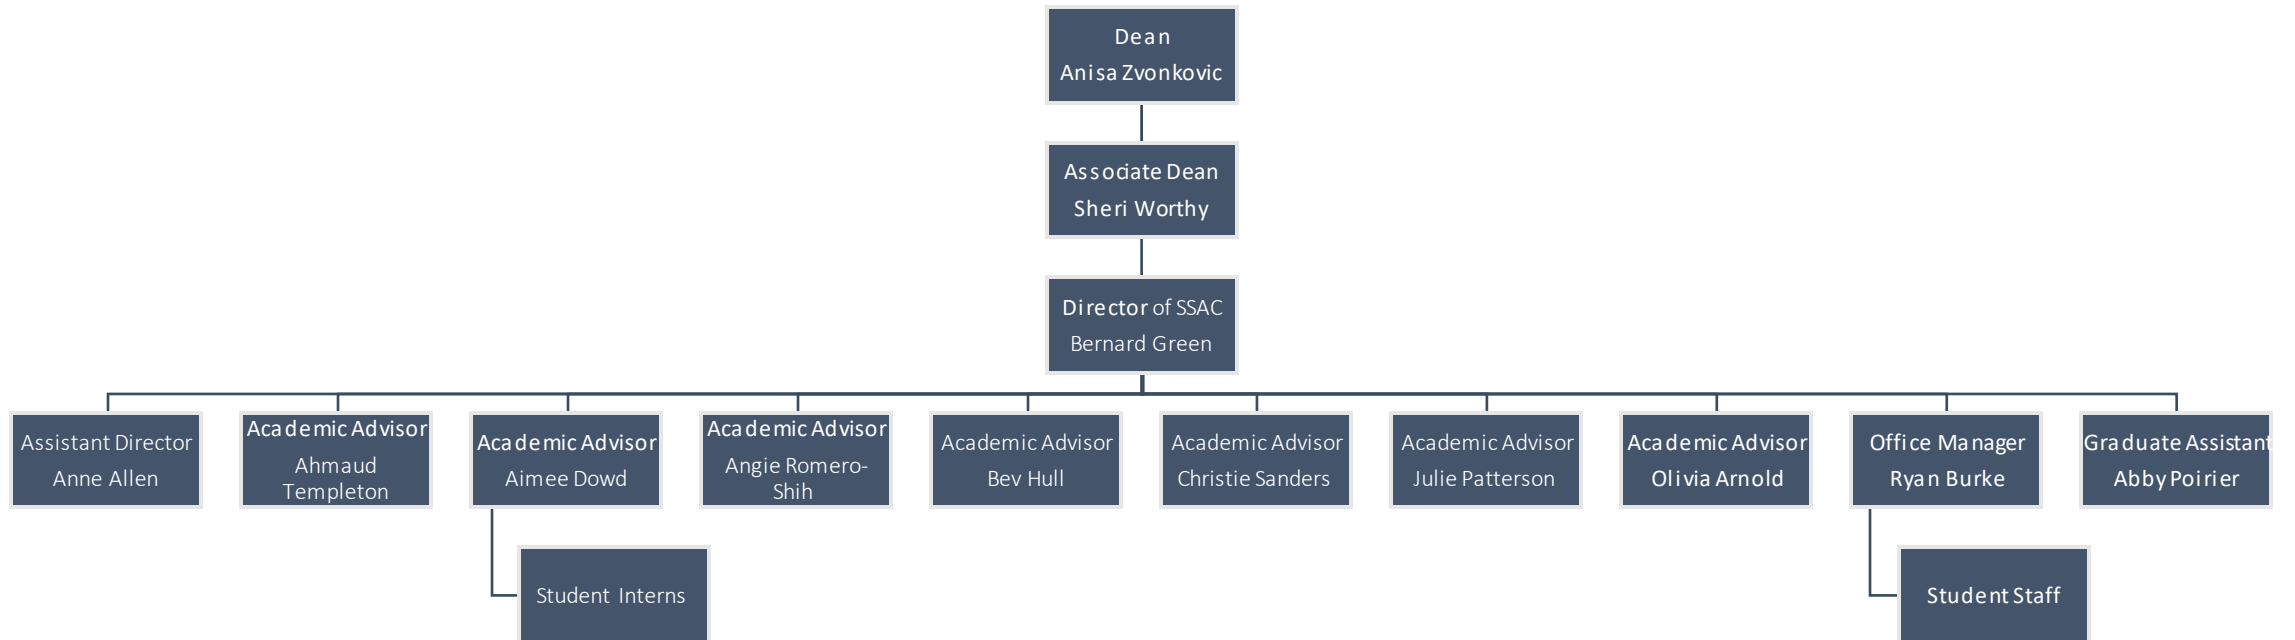 Dean
Anisa Zvonkovic
Associate Dean
Sheri Worthy
Director of SSAC
Bernard Green
Assistant Director
Anne Allen
Academic Advisor
Ahmaud
Templeton
Academic Advisor
Aimee Dowd
Academic Advisor
Angie Romero-
Shih
Academic Advisor
Bev Hull
Academic Advisor
Christie Sanders
Academic Advisor
Julie Patterson
Academic Advisor
Olivia Arnold
Office Manager
Ryan Burke
Graduate Assistant
Abby Poirier
Student Interns
Student Staff